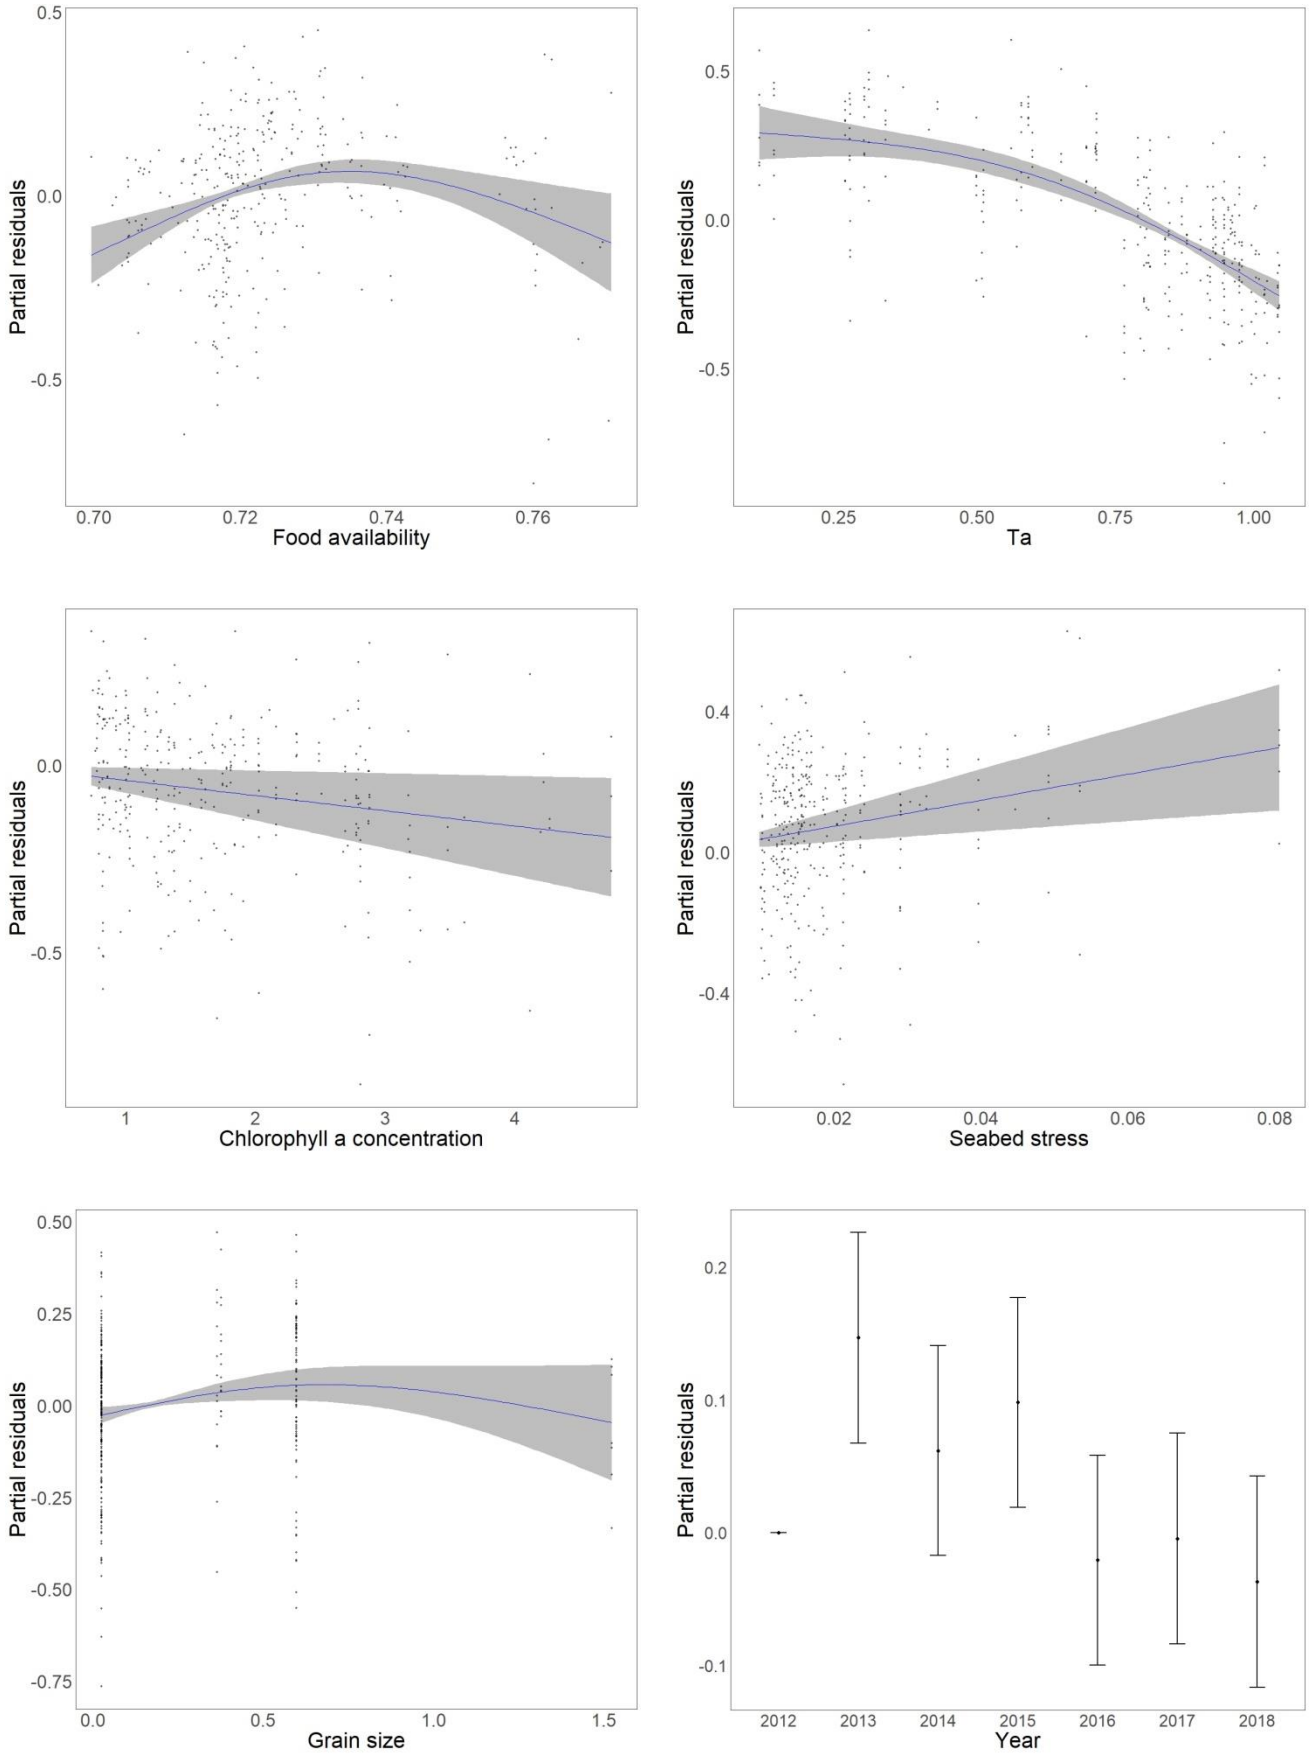 0.5
0.0
-0.5
Partial residuals
0.70 0.72 0.74 0.76
Food availability
0.5
0.0
-0.5
Partial residuals
0.25 0.50 0.75 1.00
Ta
0.0
-0.5
Partial residuals
1 2 3 4
Chlorophyll a concentration
0.4
0.0
-0.4
Partial residuals
0.02 0.04 0.06 0.08
Seabed stress
0.50
0.25
0.00
-0.25
-0.50
-0.75
Partial residuals
0.0 0.5 1.0 1.5
Grain size
0.2
0.1
0.0
-0.1
Partial residuals
2012 2013 2014 2015 2016 2017 2018
Year